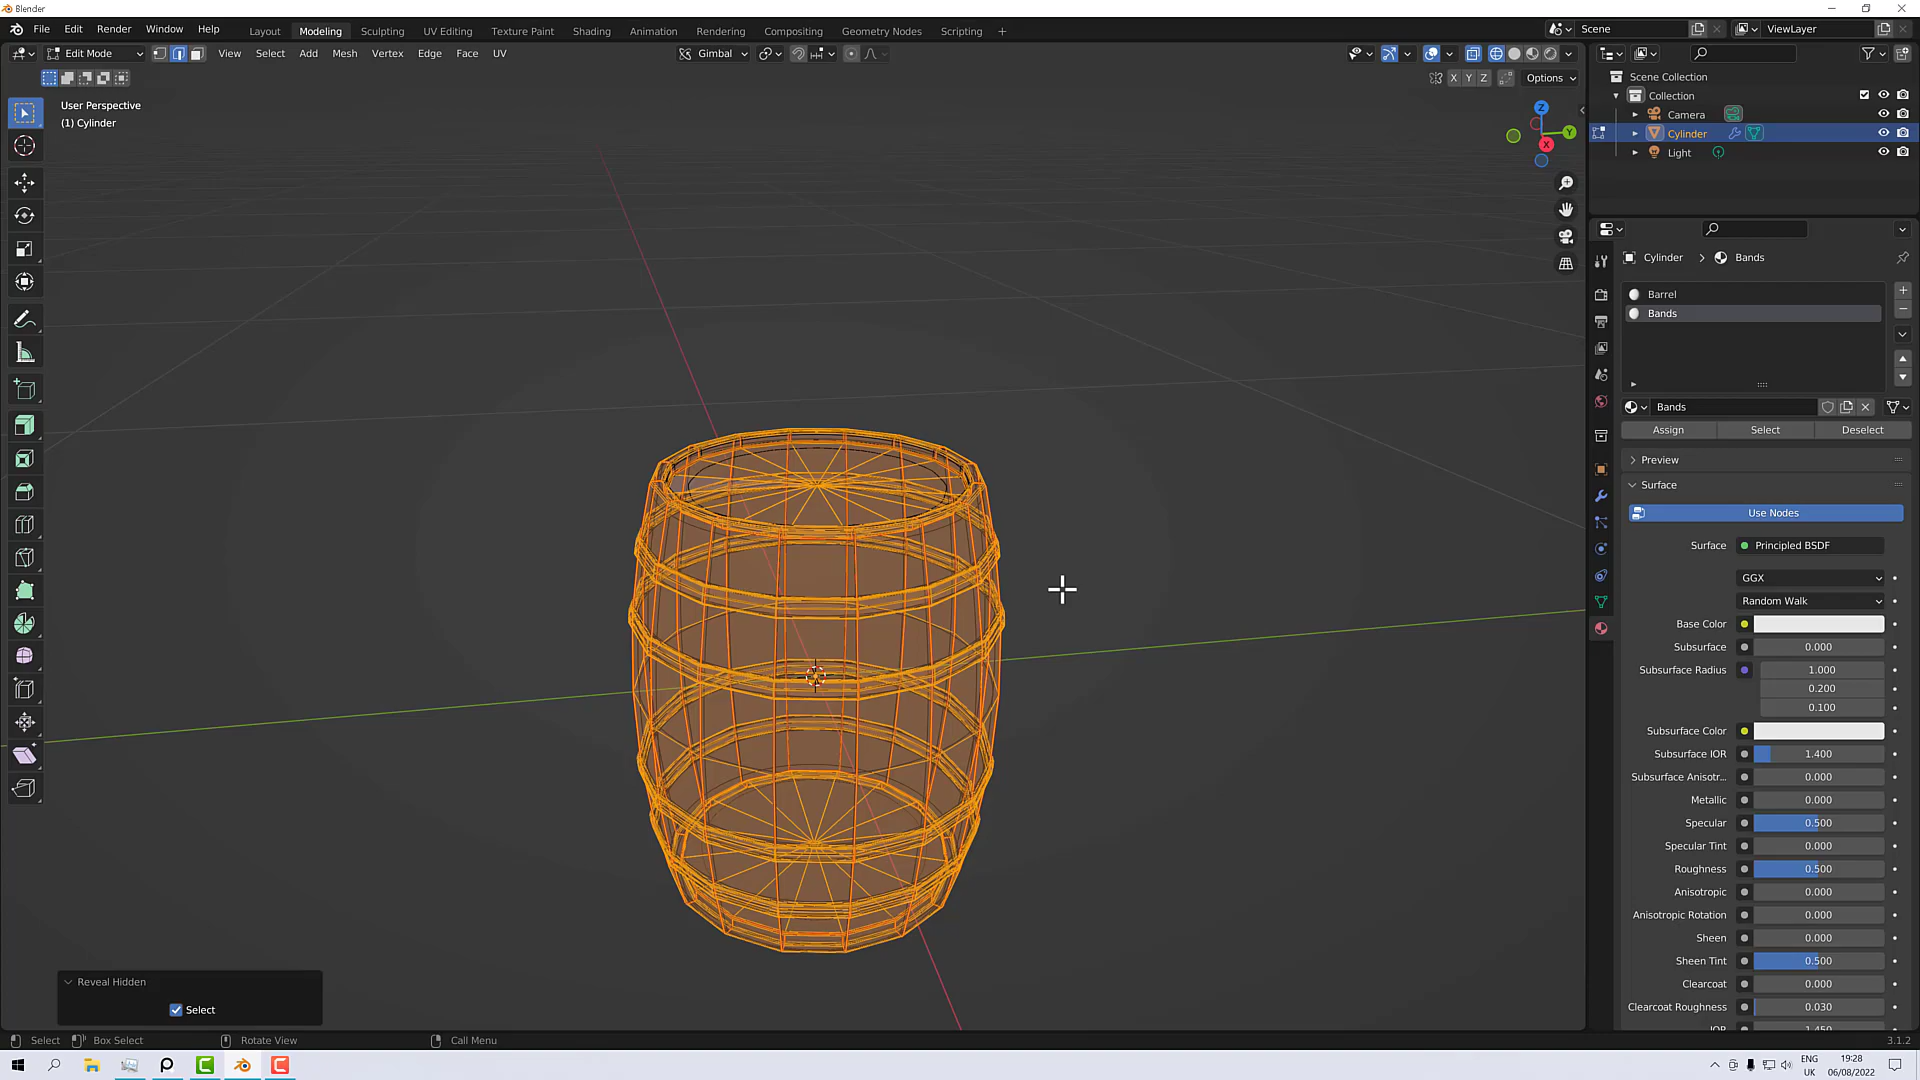 Blender
File Edit Render Window Help
Layout Modeling Sculpting UV Editing Texture Paint Shading Animation Rendering Compositing Geometry Nodes Scripting +
Scene
ViewLayer
Edit Mode
View Select Add Mesh Vertex Edge Face UV
Gimbal
X Y Z
Options
User Perspective
(1) Cylinder
Z
Y
X
Scene Collection
Collection
Camera
Cylinder
Light
Cylinder > Bands
Barrel
Bands
Bands
Assign Select Deselect
Preview
Surface
Use Nodes
Surface Principled BSDF
GGX
Random Walk
Base Color
Subsurface 0.000
Subsurface Radius 1.000
0.200
0.100
Subsurface Color
Subsurface IOR 1.400
Subsurface Anisotr... 0.000
Metallic 0.000
Specular 0.500
Specular Tint 0.000
Roughness 0.500
Anisotropic 0.000
Anisotropic Rotation 0.000
Sheen 0.000
Sheen Tint 0.500
Clearcoat 0.000
Clearcoat Roughness 0.030
IOR 1.450
Reveal Hidden
Select
Select Box Select Rotate View Call Menu
3.1.2
ENG
UK
19:28
06/08/2022